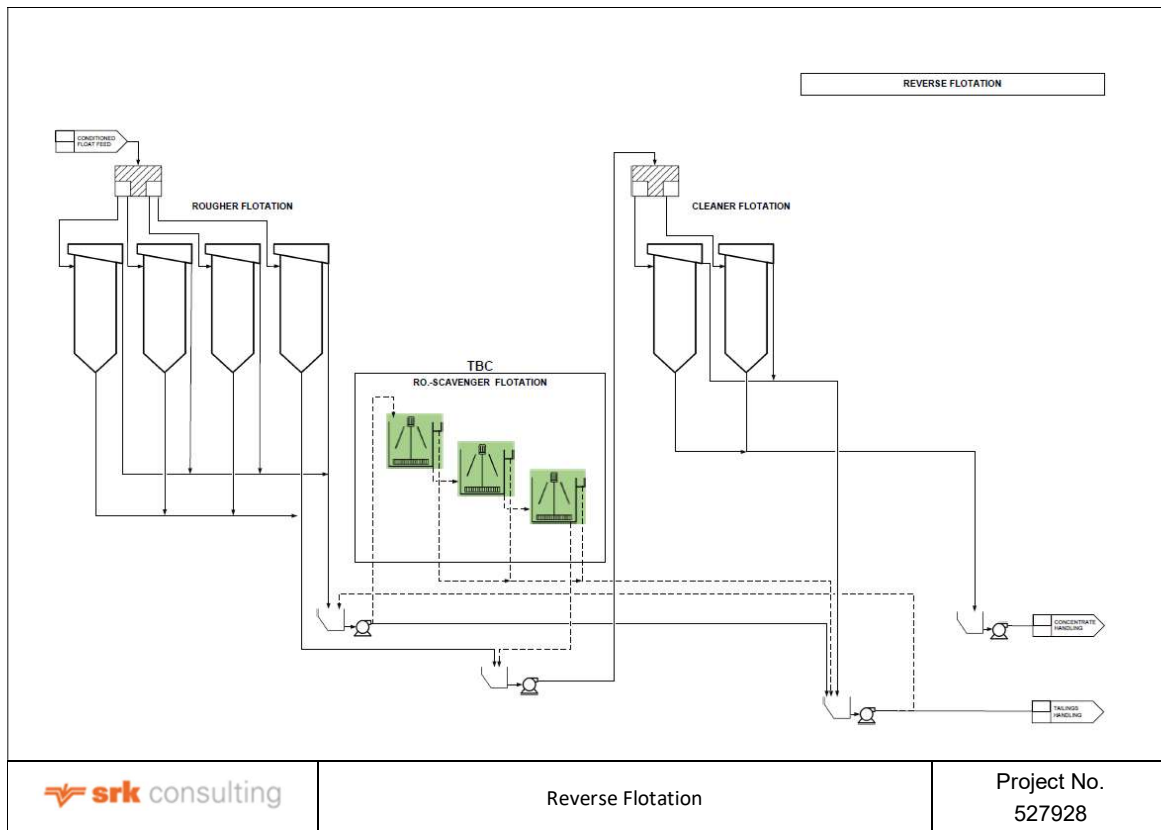 REVERSE FLOTATION
CONDITIONED
FLOAT FEED
ROUGHER FLOTATION
CLEANER FLOTATION
TBC
RO.-SCAVENGER FLOTATION
CONCENTRATE
HANDLING
TAILINGS
HANDLING
srk consulting
Reverse Flotation
Project No.
527928